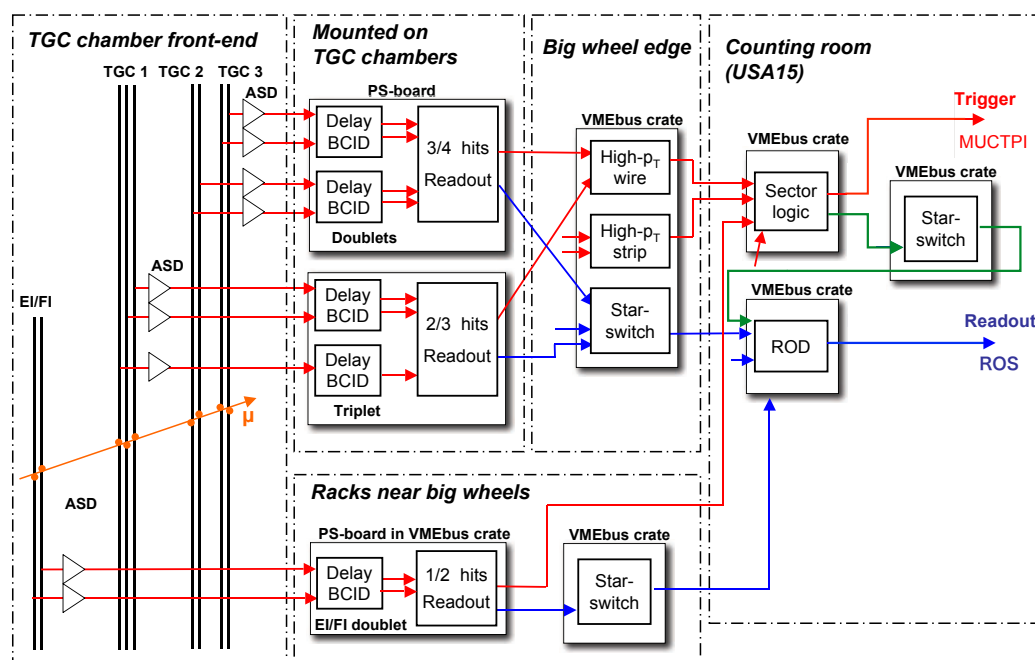 TGC chamber front-end
TGC 1
TGC 2
TGC 3
ASD
ASD
EI/FI
μ
ASD
Mounted on
TGC chambers
PS-board
Delay
BCID
Delay
BCID
3/4 hits
Readout
Doublets
Delay
BCID
Delay
BCID
2/3 hits
Readout
Triplet
Big wheel edge
VMEbus crate
High-pT
wire
High-pT
strip
Star-
switch
Counting room
(USA15)
Trigger
MUCTPI
VMEbus crate
Sector
logic
VMEbus crate
Star-
switch
VMEbus crate
ROD
Readout
ROS
Racks near big wheels
PS-board in VMEbus crate
Delay
BCID
1/2 hits
Readout
EI/FI doublet
VMEbus crate
Star-
switch